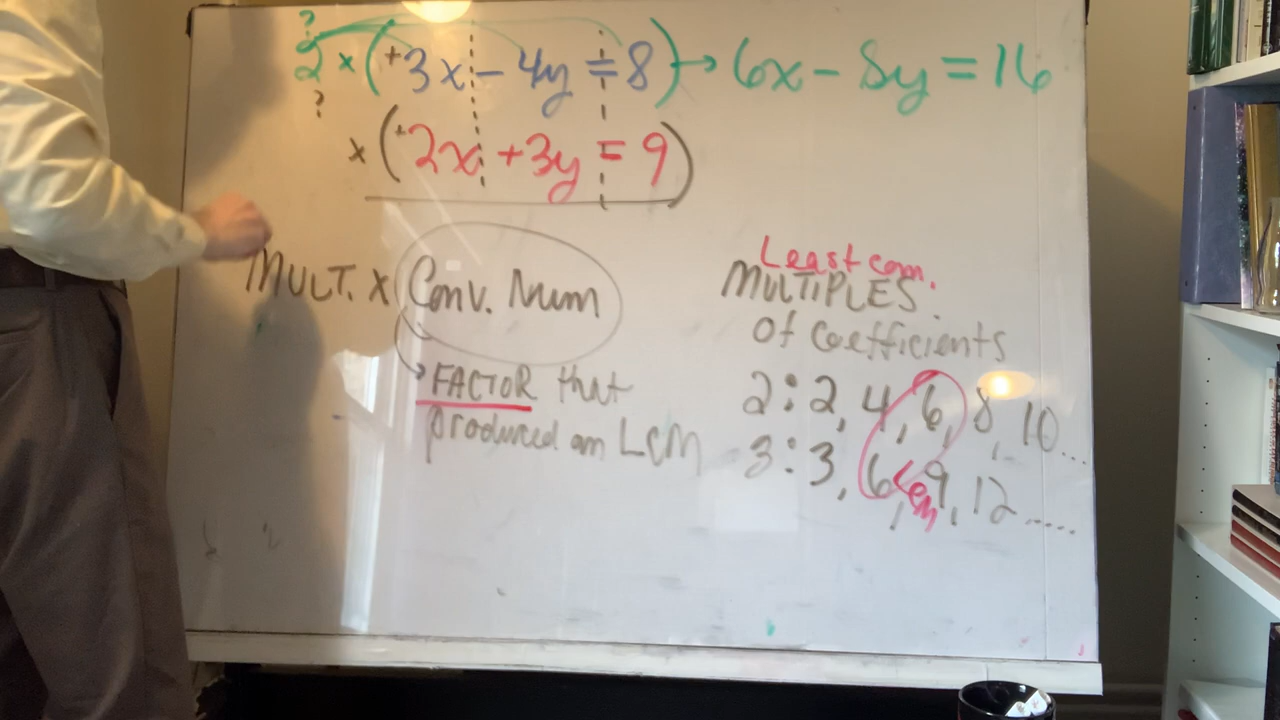 ?
2 x (+3x - 4y = 8) → 6x - 8y = 16
?
x (+2x + 3y = 9)
MULT. x Conv. Num
FACTOR that
produced an LCM
Least com.
MULTIPLES
of Coefficients
2: 2, 4, 6, 8, 10...
3: 3, 6, 9, 12.....
LCM